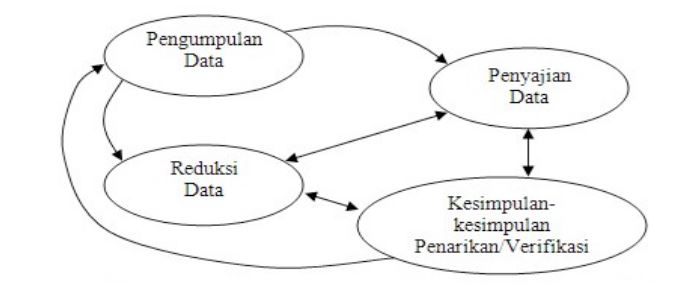 Pengumpulan
Data
Penyajian
Data
Reduksi
Data
Kesimpulan-
kesimpulan
Penarikan/Verifikasi